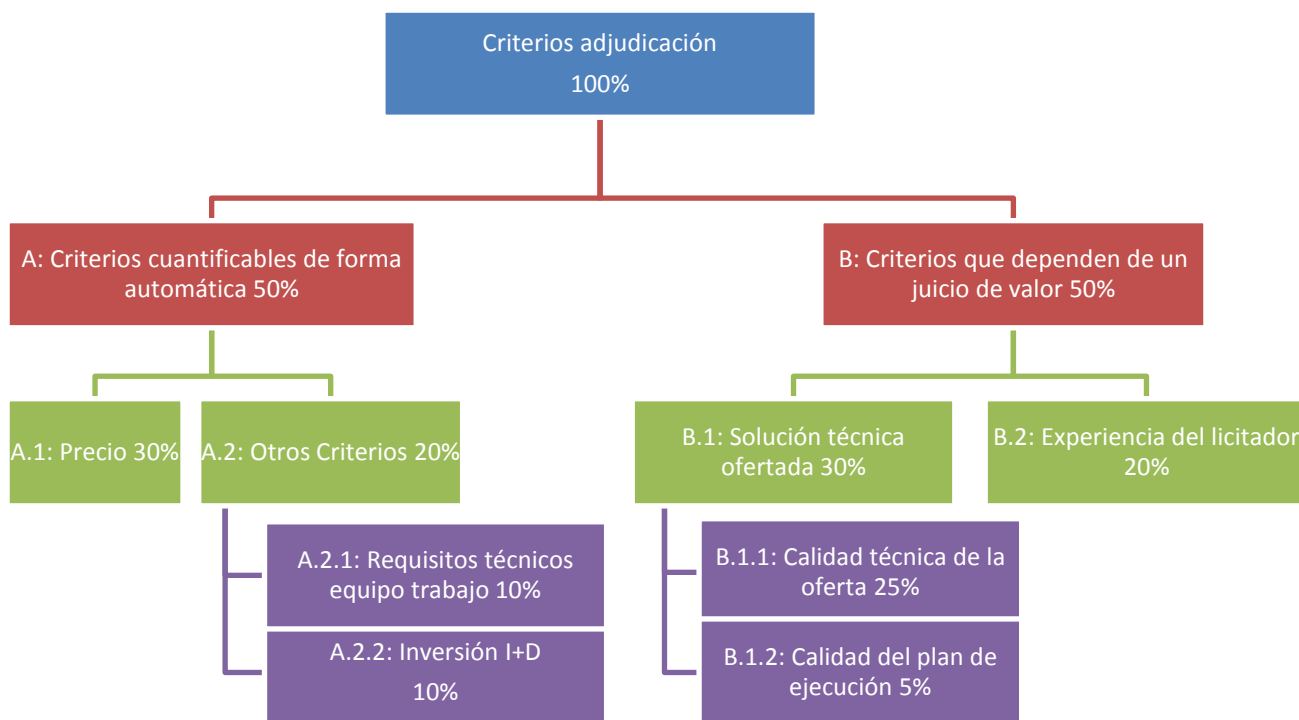 Criterios adjudicación
100%
A: Criterios cuantificables de forma
automática 50%
B: Criterios que dependen de un
juicio de valor 50%
A.1: Precio 30%
A.2: Otros Criterios 20%
B.1: Solución técnica
ofertada 30%
B.2: Experiencia del licitador
20%
A.2.1: Requisitos técnicos
equipo trabajo 10%
A.2.2: Inversión I+D
10%
B.1.1: Calidad técnica de la
oferta 25%
B.1.2: Calidad del plan de
ejecución 5%